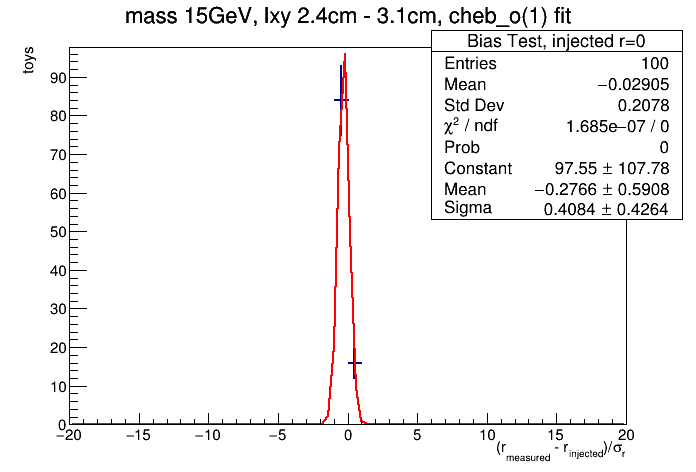 mass 15GeV, lxy 2.4cm - 3.1cm, cheb_o(1) fit
toys
Bias Test, injected r=0
Entries 100
Mean −0.02905
Std Dev 0.2078
χ² / ndf 1.685e−07 / 0
Prob 0
Constant 97.55 ± 107.78
Mean −0.2766 ± 0.5908
Sigma 0.4084 ± 0.4264
90
80
70
60
50
40
30
20
10
0
−20 −15 −10 −5 0 5 10 15 20
(r_measured - r_injected)/σ_r